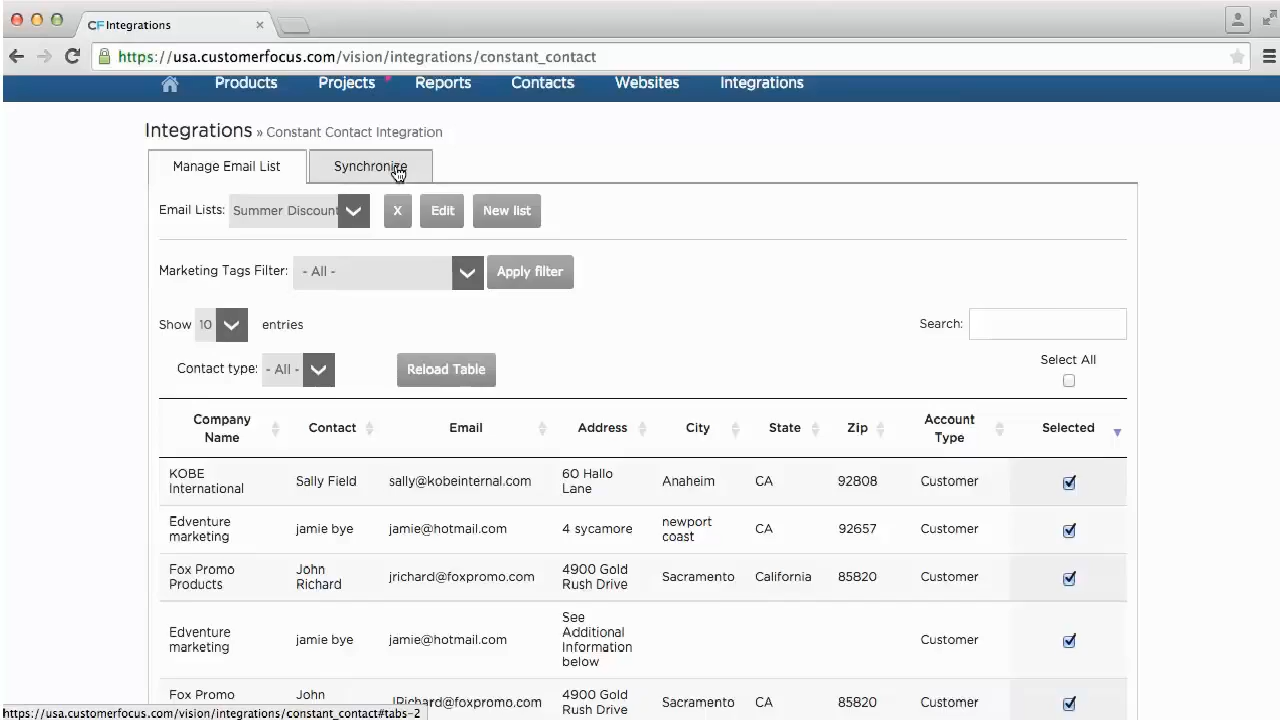 CF Integrations ×
https://usa.customerfocus.com/vision/integrations/constant_contact
Products Projects Reports Contacts Websites Integrations
Integrations » Constant Contact Integration
Manage Email List Synchronize
Email Lists: Summer Discount X Edit New list
Marketing Tags Filter: - All - Apply filter
Show 10 entries Search:
Contact type: - All - Reload Table Select All
Company Name Contact Email Address City State Zip Account Type Selected
KOBE International Sally Field sally@kobeinternal.com 60 Hallo Lane Anaheim CA 92808 Customer
Edventure marketing jamie bye jamie@hotmail.com 4 sycamore newport coast CA 92657 Customer
Fox Promo Products John Richard jrichard@foxpromo.com 4900 Gold Rush Drive Sacramento California 85820 Customer
Edventure marketing jamie bye jamie@hotmail.com See Additional Information below Customer
Fox Promo John JRichard@foxpromo.com 4900 Gold Rush Drive Sacramento CA 85820 Customer
https://usa.customerfocus.com/vision/integrations/constant_contact#tabs-2